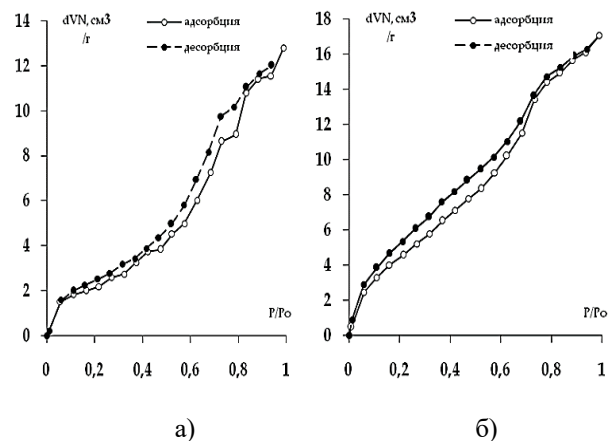 dVN, см3
/г
адсорбция
десорбция
14
12
10
8
6
4
2
0
P/Po
0
0,2
0,4
0,6
0,8
1
а)
dVN, см3
/г
адсорбция
десорбция
18
16
14
12
10
8
6
4
2
0
P/Po
0
0,2
0,4
0,6
0,8
1
б)